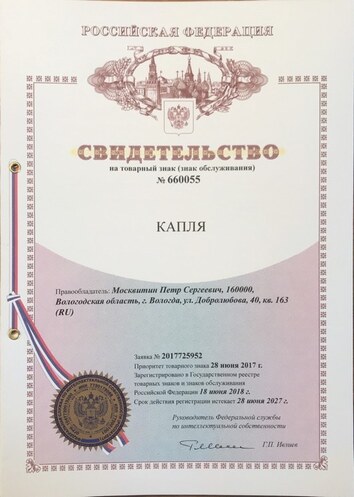 РОССИЙСКАЯ ФЕДЕРАЦИЯ
СВИДЕТЕЛЬСТВО
на товарный знак (знак обслуживания)
№ 660055
КАПЛЯ
Правообладатель: Москвитин Петр Сергеевич, 160000,
Вологодская область, г. Вологда, ул. Добролюбова, 40, кв. 163
(RU)
Заявка № 2017725952
Приоритет товарного знака 28 июня 2017 г.
Зарегистрировано в Государственном реестре
товарных знаков и знаков обслуживания
Российской Федерации 18 июня 2018 г.
Срок действия регистрации истекает 28 июня 2027 г.
Руководитель Федеральной службы
по интеллектуальной собственности
Г.П. Ивлиев